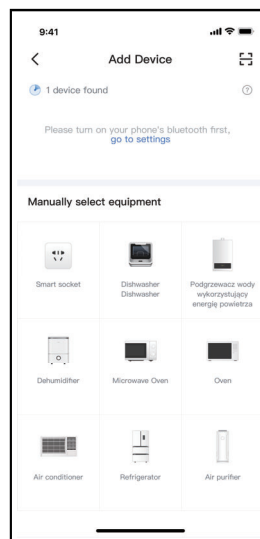 9:41
Add Device
1 device found
Please turn on your phone's bluetooth first,
go to settings
Manually select equipment
Smart socket
Dishwasher
Dishwasher
Podgrzewacz wody
wykorzystujący
energię powietrza
Dehumidifier
Microwave Oven
Oven
Air conditioner
Refrigerator
Air purifier